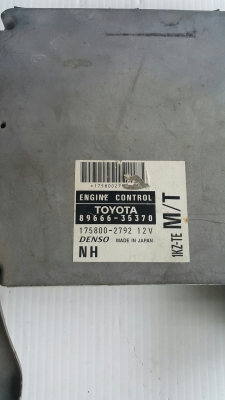 ENGINE CONTROL
TOYOTA
89666-35370
175800-2792 12V
DENSO MADE IN JAPAN
NH
1KZ-TE M/T